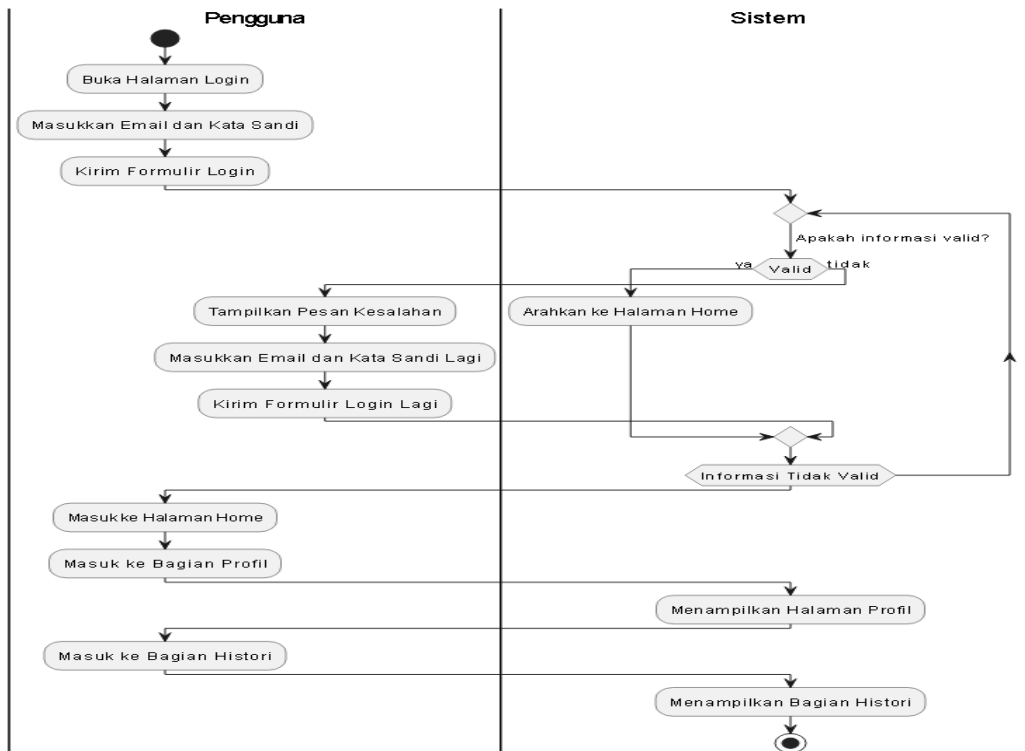 Pengguna
Sistem
Buka Halaman Login
Masukkan Email dan Kata Sandi
Kirim Formulir Login
Apakah informasi valid?
ya
Valid
tidak
Tampilkan Pesan Kesalahan
Arahkan ke Halaman Home
Masukkan Email dan Kata Sandi Lagi
Kirim Formulir Login Lagi
Informasi Tidak Valid
Masuk ke Halaman Home
Masuk ke Bagian Profil
Menampilkan Halaman Profil
Masuk ke Bagian Histori
Menampilkan Bagian Histori